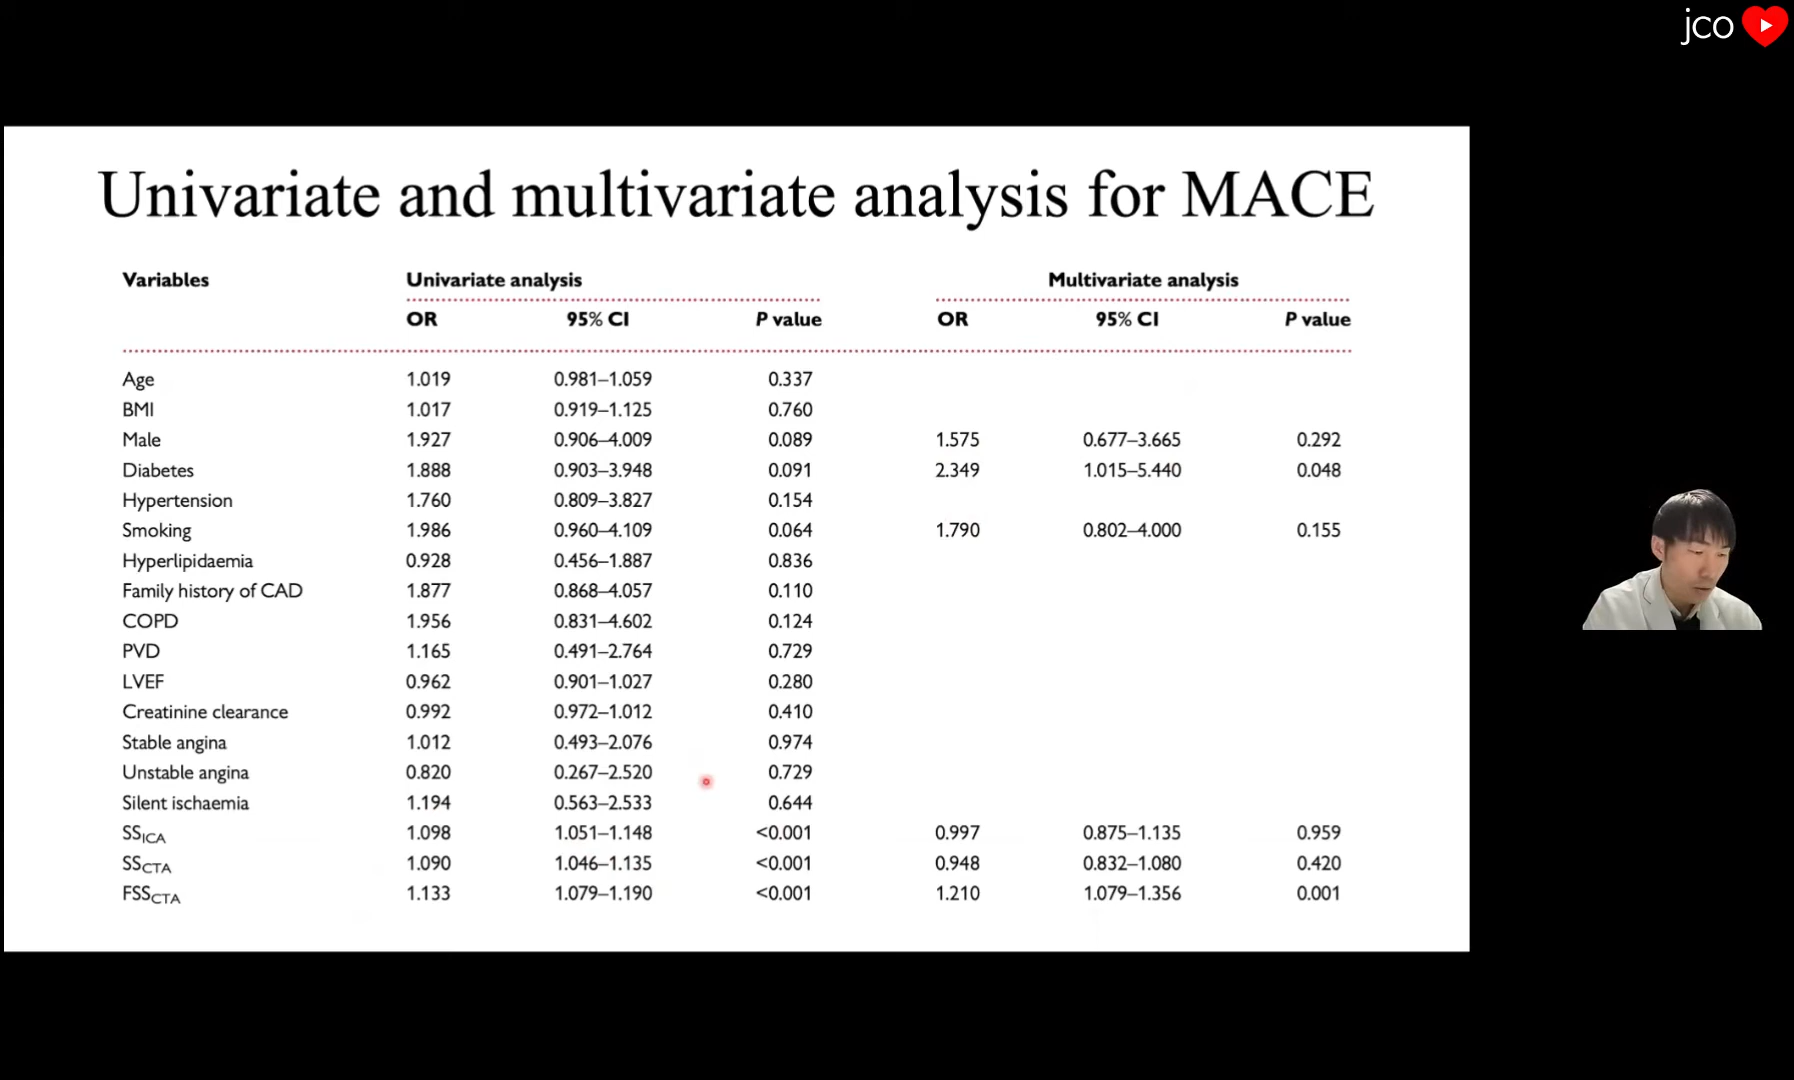 jco
Univariate and multivariate analysis for MACE
Variables Univariate analysis Multivariate analysis
OR 95% CI P value OR 95% CI P value
Age 1.019 0.981–1.059 0.337
BMI 1.017 0.919–1.125 0.760
Male 1.927 0.906–4.009 0.089 1.575 0.677–3.665 0.292
Diabetes 1.888 0.903–3.948 0.091 2.349 1.015–5.440 0.048
Hypertension 1.760 0.809–3.827 0.154
Smoking 1.986 0.960–4.109 0.064 1.790 0.802–4.000 0.155
Hyperlipidaemia 0.928 0.456–1.887 0.836
Family history of CAD 1.877 0.868–4.057 0.110
COPD 1.956 0.831–4.602 0.124
PVD 1.165 0.491–2.764 0.729
LVEF 0.962 0.901–1.027 0.280
Creatinine clearance 0.992 0.972–1.012 0.410
Stable angina 1.012 0.493–2.076 0.974
Unstable angina 0.820 0.267–2.520 0.729
Silent ischaemia 1.194 0.563–2.533 0.644
SSICA 1.098 1.051–1.148 <0.001 0.997 0.875–1.135 0.959
SSCTA 1.090 1.046–1.135 <0.001 0.948 0.832–1.080 0.420
FSSCTA 1.133 1.079–1.190 <0.001 1.210 1.079–1.356 0.001